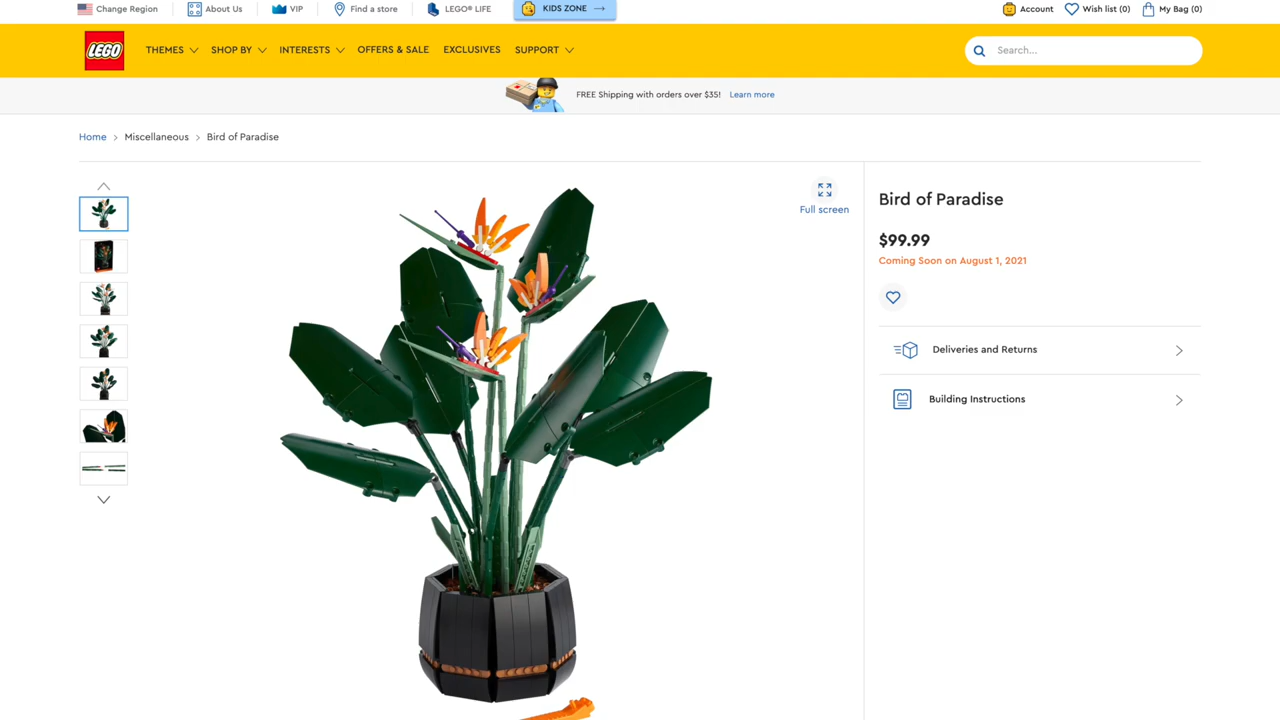 Change Region
About Us
VIP
Find a store
LEGO® LIFE
KIDS ZONE
Account
Wish list (0)
My Bag (0)
LEGO
THEMES
SHOP BY
INTERESTS
OFFERS & SALE
EXCLUSIVES
SUPPORT
Search...
FREE Shipping with orders over $35! Learn more
Home > Miscellaneous > Bird of Paradise
Full screen
Bird of Paradise
$99.99
Coming Soon on August 1, 2021
Deliveries and Returns
Building Instructions